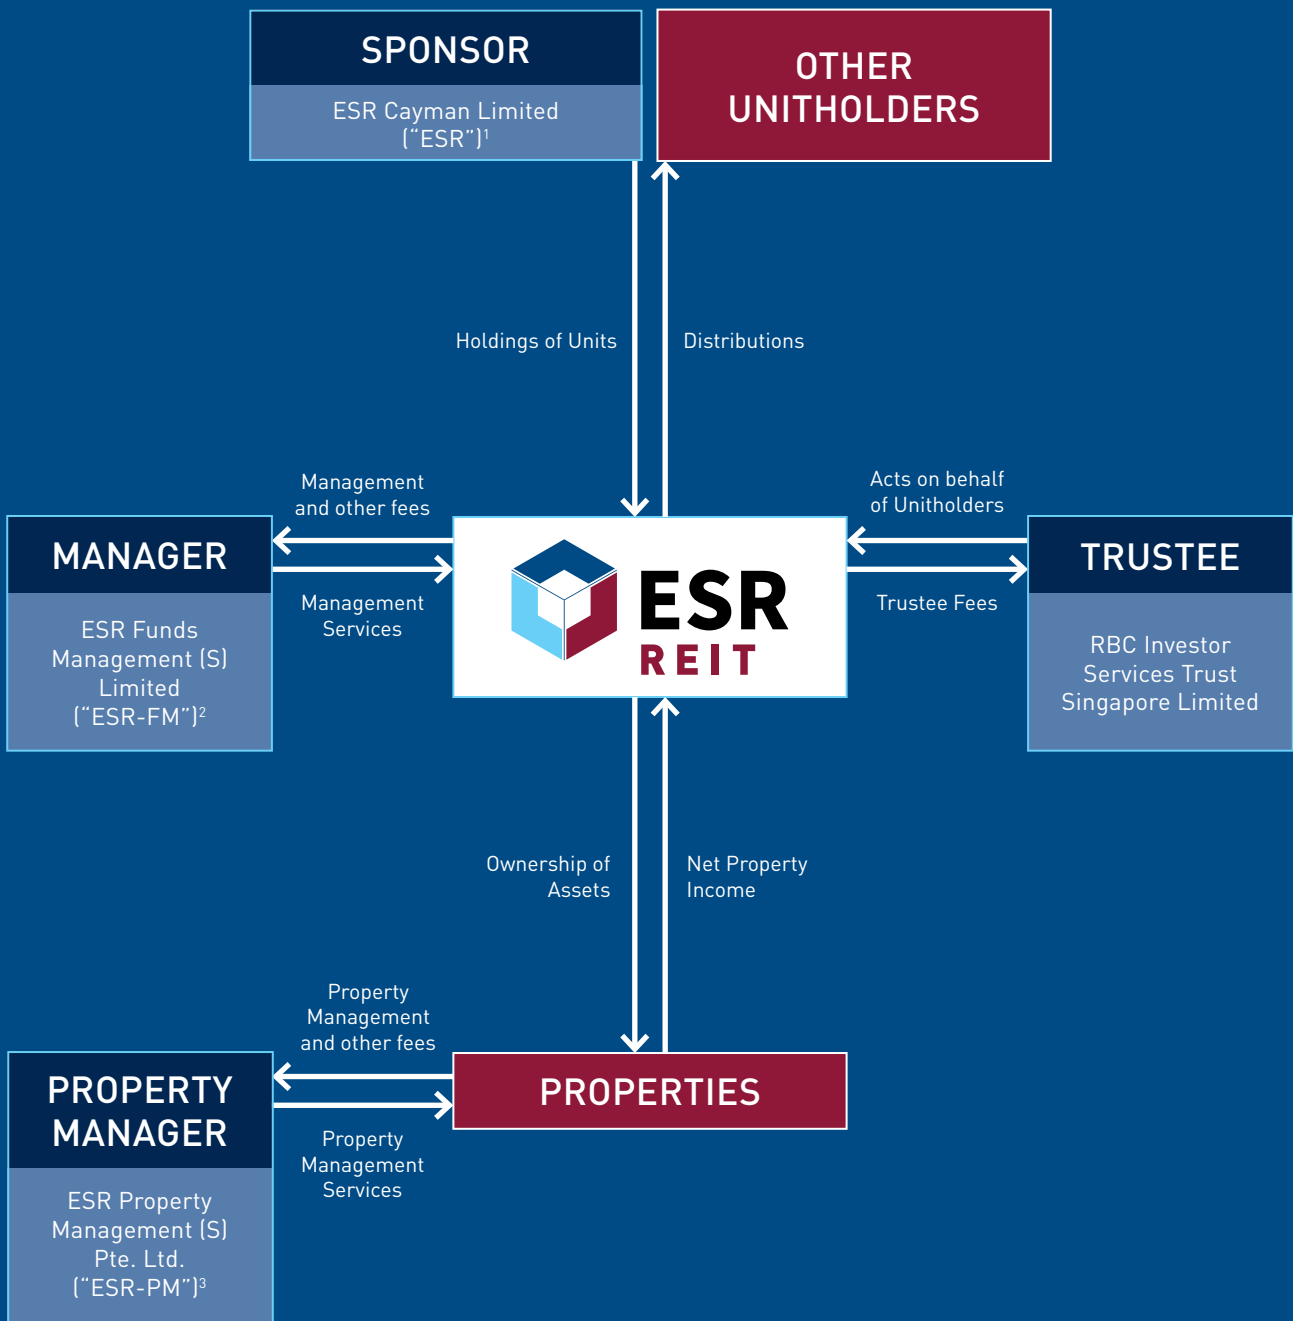 SPONSOR
ESR Cayman Limited
(“ESR”)¹
OTHER
UNITHOLDERS
Holdings of Units
Distributions
Management
and other fees
Management
Services
MANAGER
ESR Funds
Management (S)
Limited
(“ESR-FM”)²
ESR
REIT
Acts on behalf
of Unitholders
Trustee Fees
TRUSTEE
RBC Investor
Services Trust
Singapore Limited
Ownership of
Assets
Net Property
Income
Property
Management
and other fees
Property
Management
Services
PROPERTY
MANAGER
ESR Property
Management (S)
Pte. Ltd.
(“ESR-PM”)³
PROPERTIES